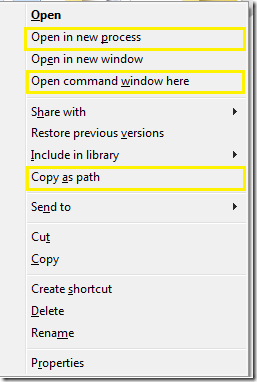 Open
Open in new process
Open in new window
Open command window here
Share with
Restore previous versions
Include in library
Copy as path
Send to
Cut
Copy
Create shortcut
Delete
Rename
Properties